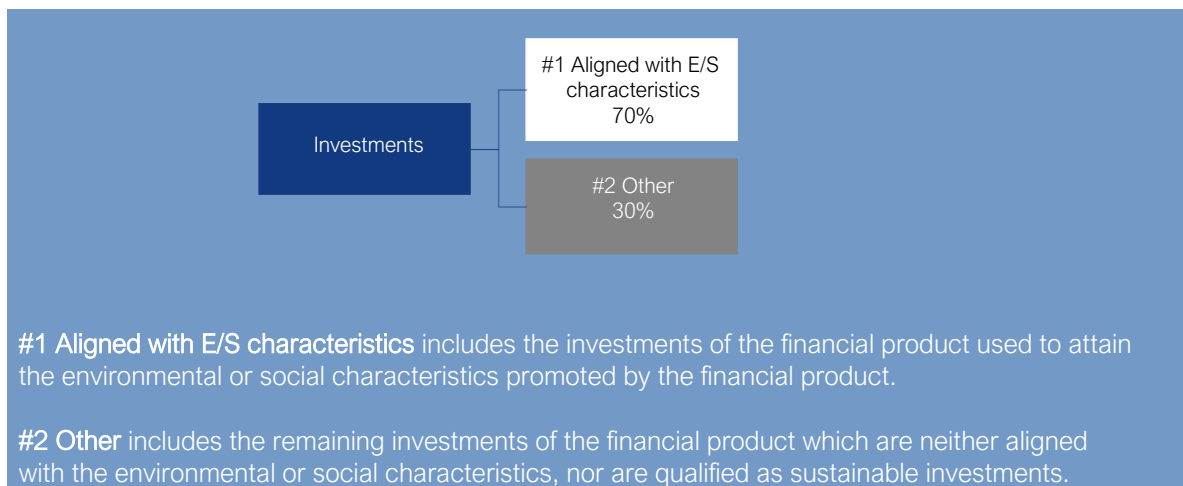 #1 Aligned with E/S
characteristics
70%
Investments
#2 Other
30%
#1 Aligned with E/S characteristics includes the investments of the financial product used to attain
the environmental or social characteristics promoted by the financial product.
#2 Other includes the remaining investments of the financial product which are neither aligned
with the environmental or social characteristics, nor are qualified as sustainable investments.